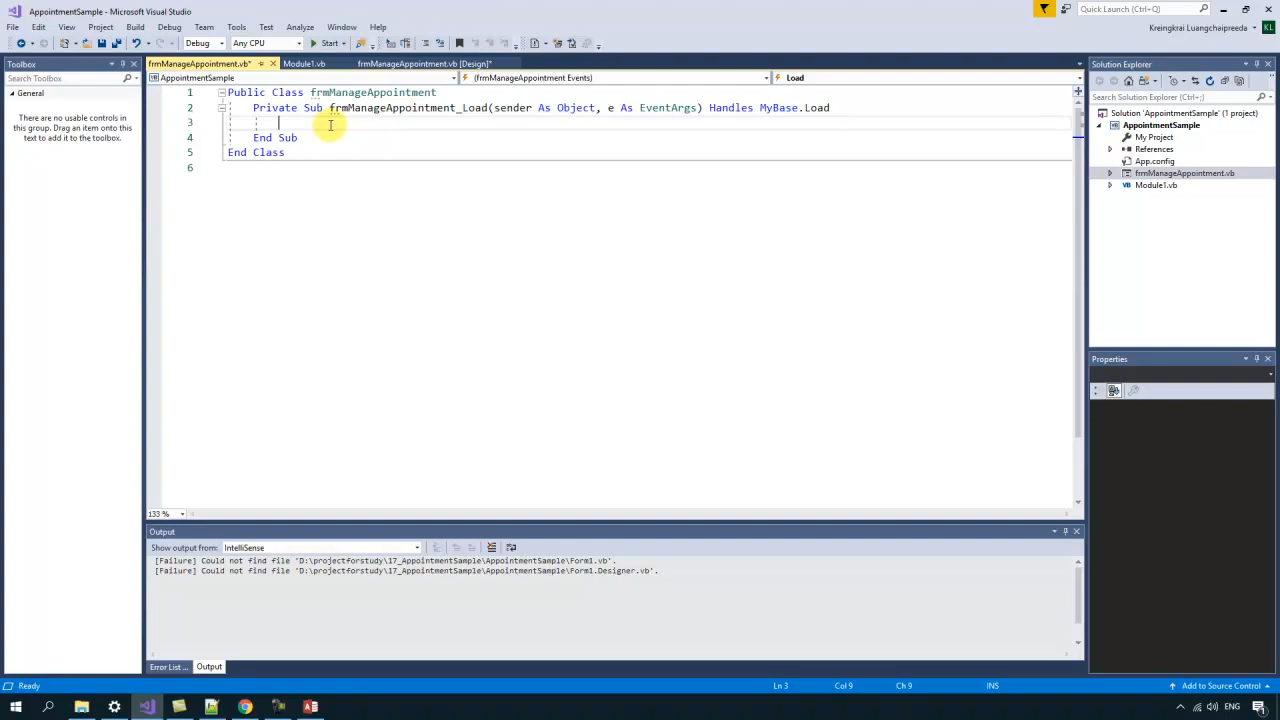 AppointmentSample - Microsoft Visual Studio
Quick Launch (Ctrl+Q)
File Edit View Project Build Debug Team Tools Test Analyze Window Help
Kreingkrai Luangchaipreeda KL
Debug Any CPU Start
Toolbox
frmManageAppointment.vb* Module1.vb frmManageAppointment.vb [Design]*
Solution Explorer
Search Toolbox
AppointmentSample (frmManageAppointment Events) Load
General
There are no usable controls in
this group. Drag an item onto this
text to add it to the toolbox.
1 Public Class frmManageAppointment
2 Private Sub frmManageAppointment_Load(sender As Object, e As EventArgs) Handles MyBase.Load
3
4 End Sub
5 End Class
6
Search Solution Explorer (Ctrl+;)
Solution 'AppointmentSample' (1 project)
AppointmentSample
My Project
References
App.config
frmManageAppointment.vb
Module1.vb
Properties
133 %
Output
Show output from: IntelliSense
[Failure] Could not find file 'D:\projectforstudy\17_AppointmentSample\AppointmentSample\Form1.vb'.
[Failure] Could not find file 'D:\projectforstudy\17_AppointmentSample\AppointmentSample\Form1.Designer.vb'.
Error List ... Output
Ready Ln 3 Col 9 Ch 9 INS Add to Source Control
ENG